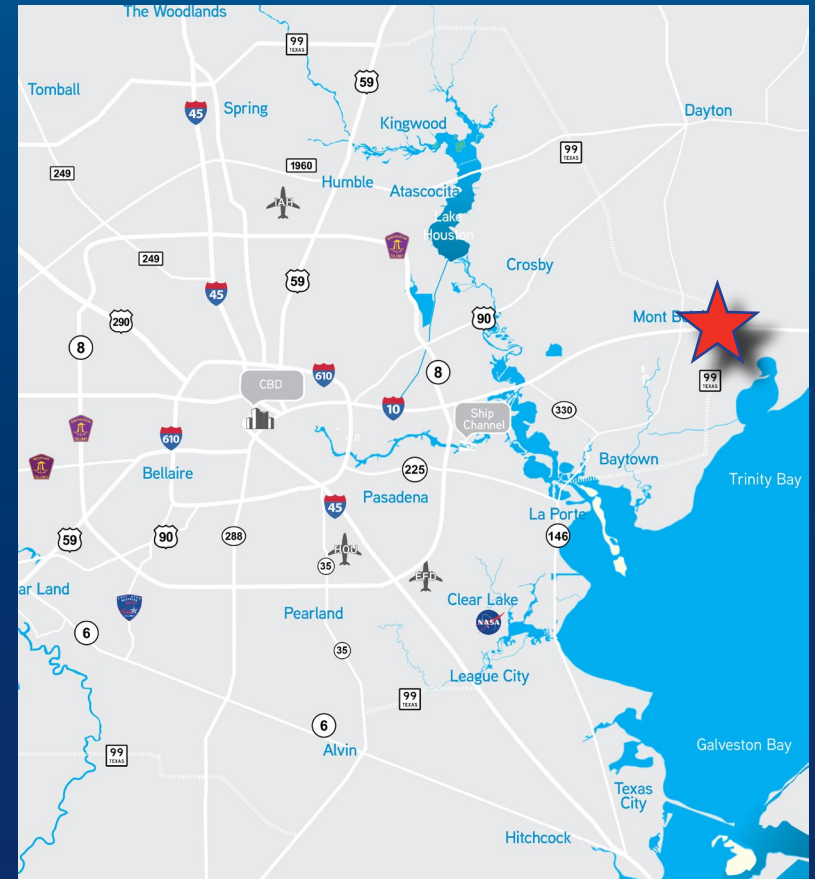 The Woodlands
99
TEXAS
59
Tomball
45
Spring
Kingwood
Dayton
99
TEXAS
249
1960
Humble
Atascocita
IAH
Lake
Houston
249
59
Crosby
45
290
90
Mont B
8
610
8
CBD
99
TEXAS
10
330
Ship
Channel
610
Bellaire
225
Baytown
Trinity Bay
Pasadena
45
La Porte
59
90
288
146
HOU
35
EFD
ar Land
Clear Lake
NASA
Pearland
6
35
League City
99
TEXAS
6
Alvin
99
TEXAS
Galveston Bay
Texas
City
Hitchcock